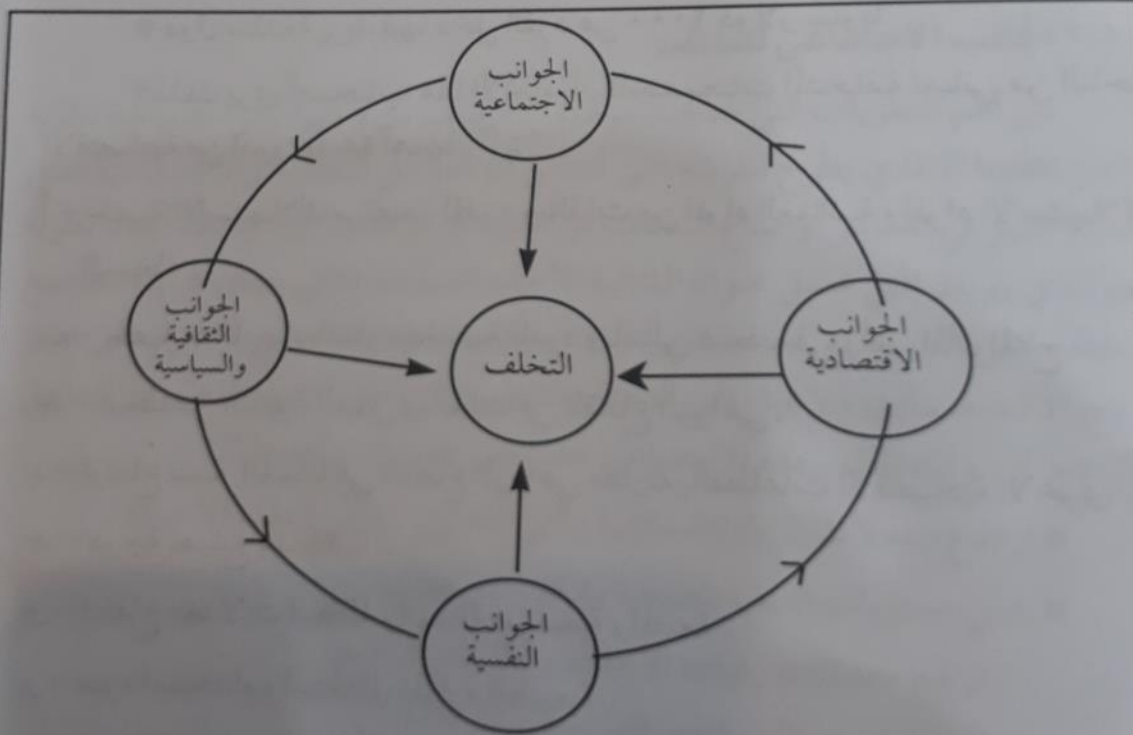 الجوانب
الاجتماعية
الجوانب
الثقافية
والسياسية
التخلف
الجوانب
الاقتصادية
الجوانب
النفسية